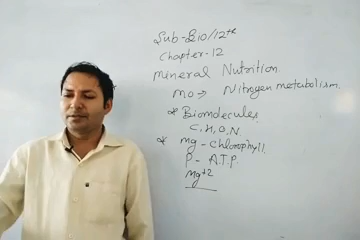 Sub-Bio/12th
Chapter-12
Mineral Nutrition
Mo⇒ Nitrogen metabolism.
* Biomolecules
C, H, O, N.
* Mg - Chlorophyll.
P - A.T.P.
Mg+2